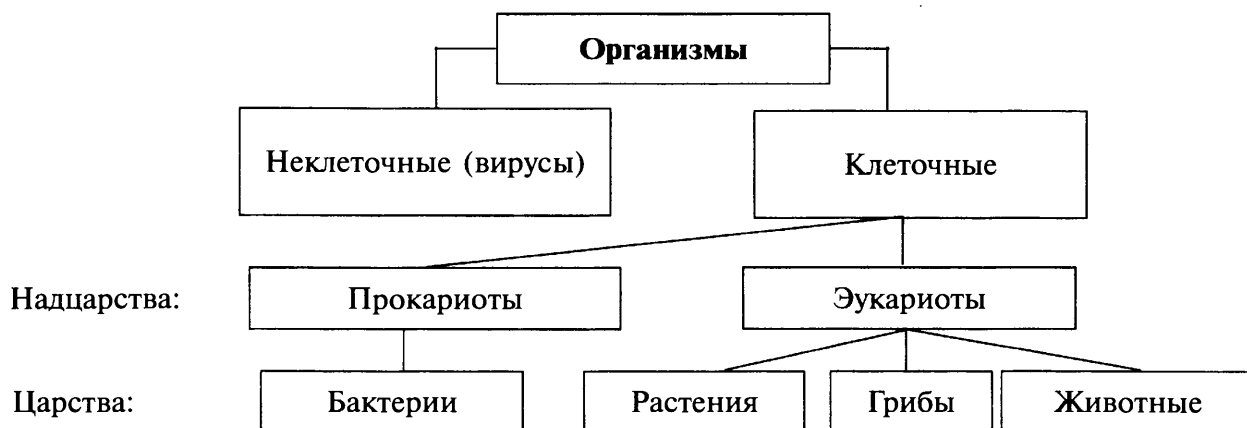 Организмы
Неклеточные (вирусы)
Клеточные
Надцарства:
Прокариоты
Эукариоты
Царства:
Бактерии
Растения
Грибы
Животные